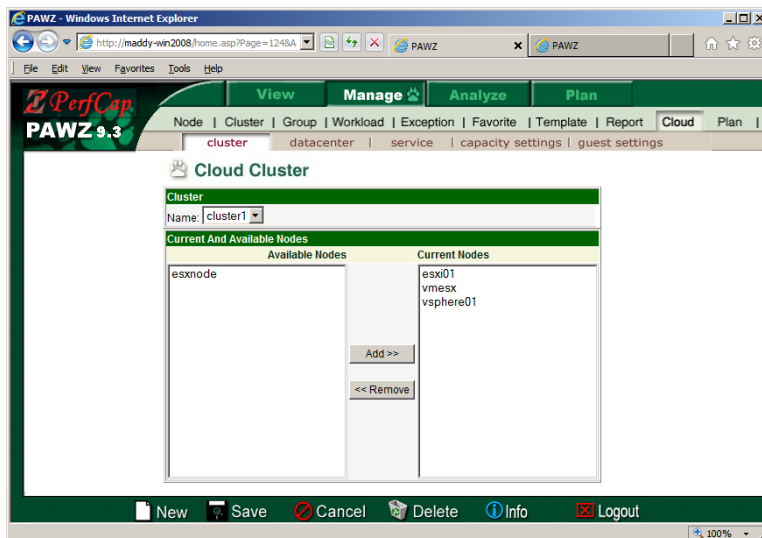 PAWZ - Windows Internet Explorer
http://maddy-win2008/home.asp?Page=124&A
PAWZ
PAWZ
File Edit View Favorites Tools Help
PerfCap
PAWZ 9.3
View Manage Analyze Plan
Node | Cluster | Group | Workload | Exception | Favorite | Template | Report Cloud Plan |
cluster datacenter | service | capacity settings | guest settings
Cloud Cluster
Cluster
Name: cluster1
Current And Available Nodes
Available Nodes Current Nodes
esxnode
esxi01
vmesx
vsphere01
Add >>
<< Remove
New Save Cancel Delete Info Logout
100%